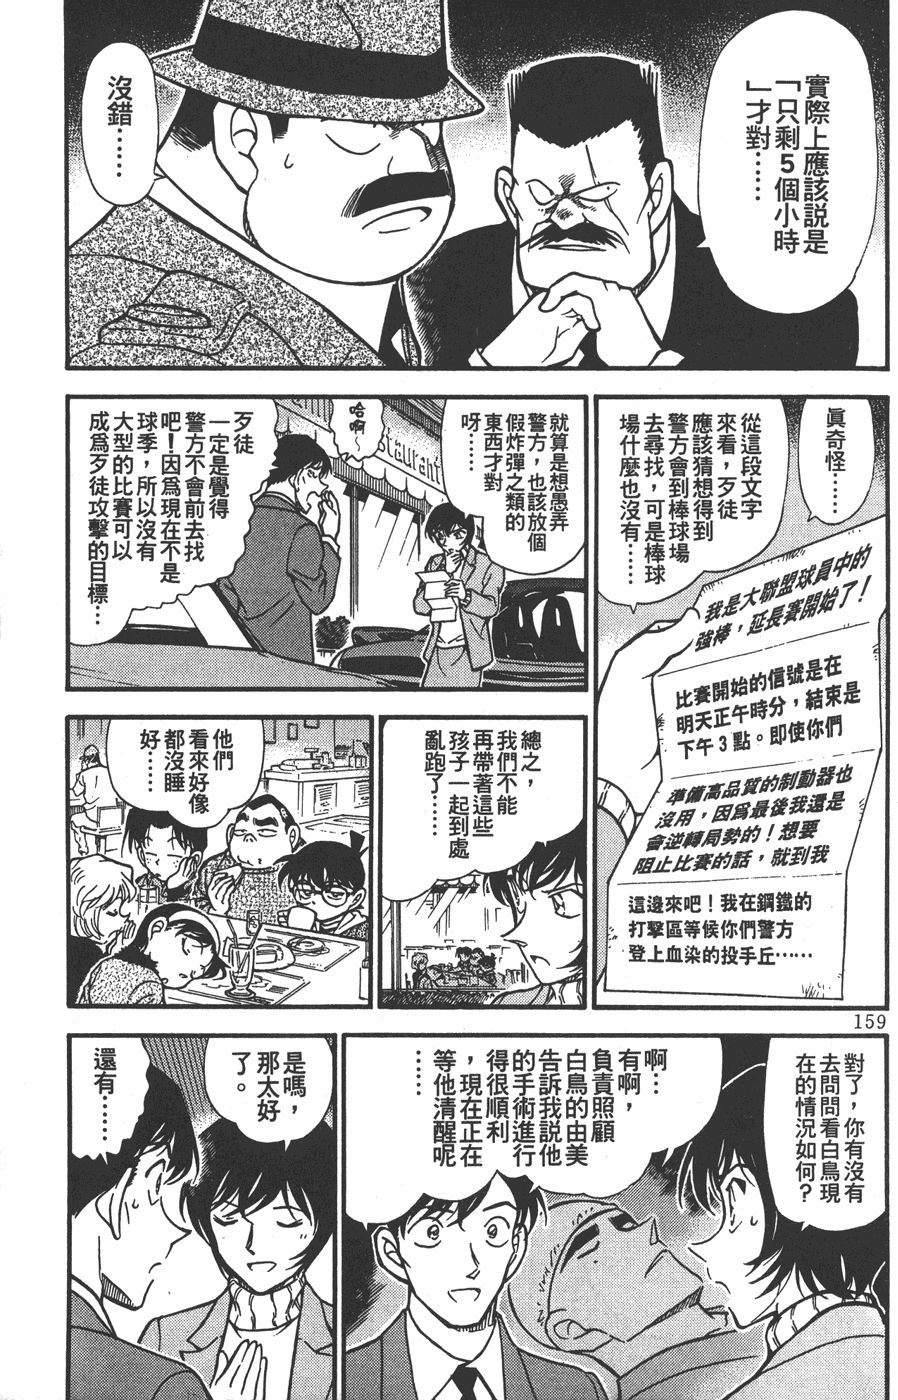 實際上應該說是
「只剩5個小時
」才對……
沒錯……
眞奇怪……
從這段文字
來看，歹徒
應該猜想得到
警方會到棒球場
去尋找，可是棒球
場什麼也沒有……
我是大聯盟球員中的
強棒，延長賽開始了！
比賽開始的信號是在
明天正午時分，結束是
下午3點。即使你們
準備高品質的制動器也
沒用，因爲最後我還是
會逆轉局勢的！想要
阻止比賽的話，就到我
這邊來吧！我在鋼鐵的
打擊區等候你們警方
登上血染的投手丘……
就算是想愚弄
警方，也該放個
假炸彈之類的
東西才對
呀……
哈啊～
staurant
歹徒
一定是覺得
警方不會前去找
吧！因爲現在不是
球季，所以沒有
大型的比賽可以
成爲歹徒攻擊的目標…
總之，
我們不能
再帶著這些
孩子一起到處
亂跑了……
他們
看來好像
都沒睡
好……
159
對了，你有沒有
去問問看白鳥現
在的情況如何？
啊…
有啊，
負責照顧
白鳥的由美
告訴我說他
的手術進行
得很順利
，現在正在
等他清醒呢
……
是嗎，
那太好
了。
還有……